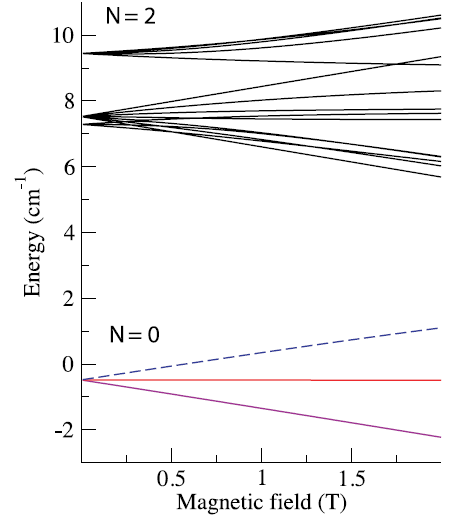 N = 2
10
8
6
4
2
0
-2
Energy (cm⁻¹)
N = 0
0.5
1
1.5
Magnetic field (T)